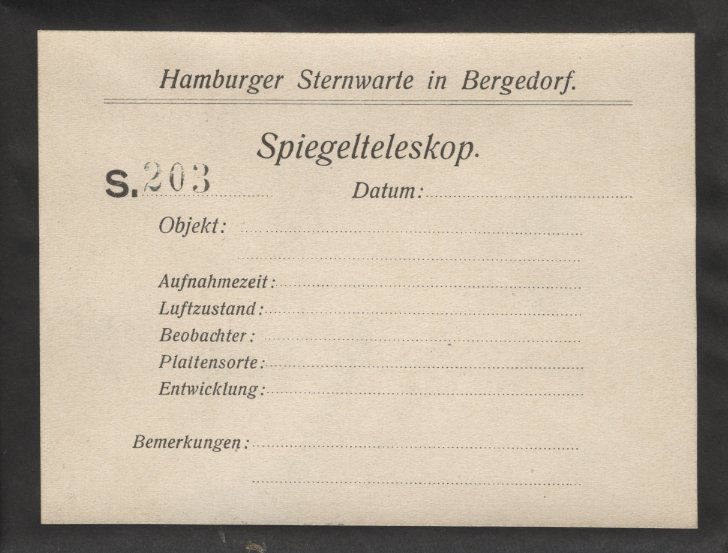 Hamburger Sternwarte in Bergedorf.
Spiegelteleskop.
S. 203
Datum:
Objekt:
Aufnahmezeit:
Luftzustand:
Beobachter:
Plattensorte:
Entwicklung:
Bemerkungen: